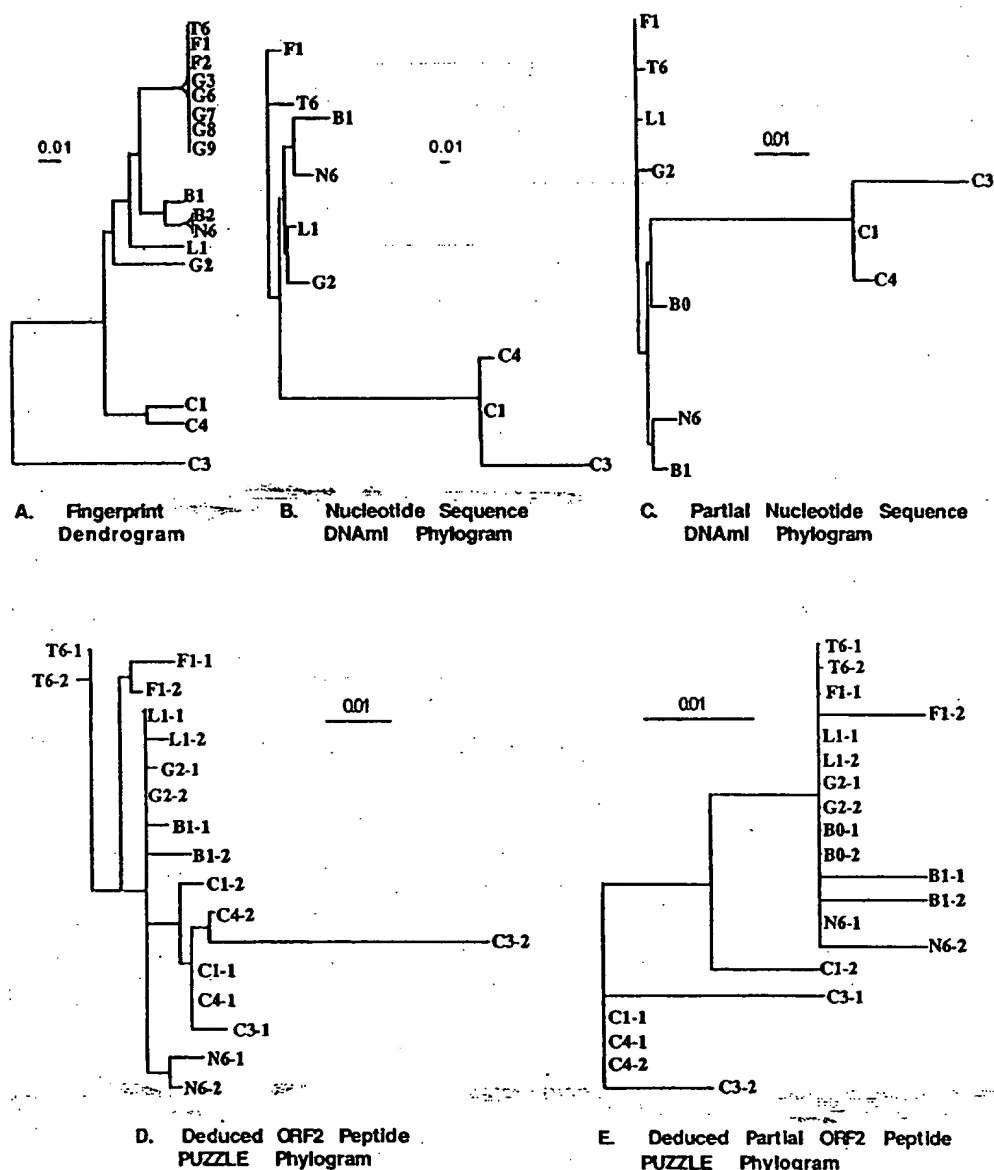 T6
F1
F2
G3
G6
G7
G8
G9
0.01
B1
B2
N6
L1
G2
C1
C4
C3
A. Fingerprint
Dendrogram
F1
T6
B1
0.01
N6
L1
G2
C4
C1
C3
B. Nucleotide Sequence
DNAml Phylogram
F1
T6
L1
0.01
G2
C3
C1
C4
B0
N6
B1
C. Partial Nucleotide Sequence
DNAml Phylogram
T6-1
F1-1
T6-2
F1-2
0.01
L1-1
L1-2
G2-1
G2-2
B1-1
B1-2
C1-2
C4-2
C3-2
C1-1
C4-1
C3-1
N6-1
N6-2
D. Deduced ORF2 Peptide
PUZZLE Phylogram
T6-1
T6-2
F1-1
0.01
F1-2
L1-1
L1-2
G2-1
G2-2
B0-1
B0-2
B1-1
B1-2
N6-1
N6-2
C1-2
C3-1
C1-1
C4-1
C4-2
C3-2
E. Deduced Partial ORF2 Peptide
PUZZLE Phylogram